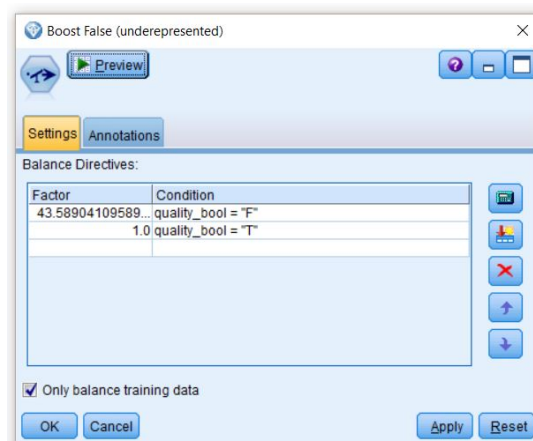 Boost False (underepresented)
Preview
Settings Annotations
Balance Directives:
Factor Condition
43.58904109589... quality_bool = "F"
1.0 quality_bool = "T"
Only balance training data
OK Cancel Apply Reset